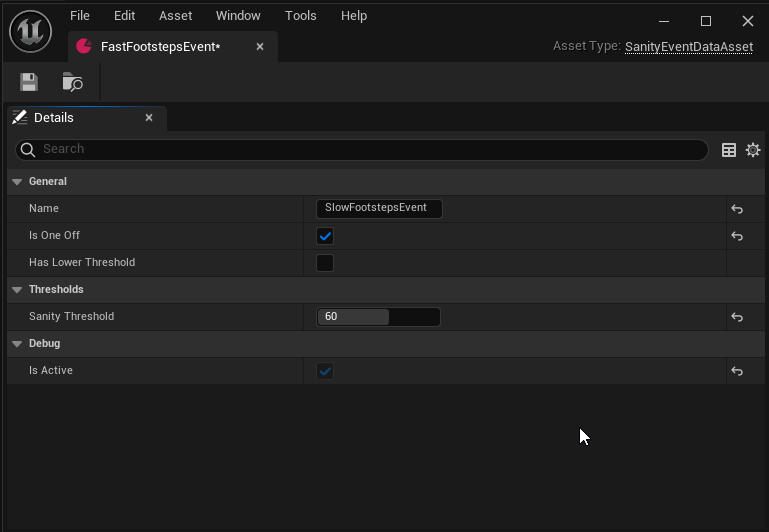 File Edit Asset Window Tools Help
FastFootstepsEvent*
Asset Type: SanityEventDataAsset
Details
Search
General
Name SlowFootstepsEvent
Is One Off
Has Lower Threshold
Thresholds
Sanity Threshold 60
Debug
Is Active